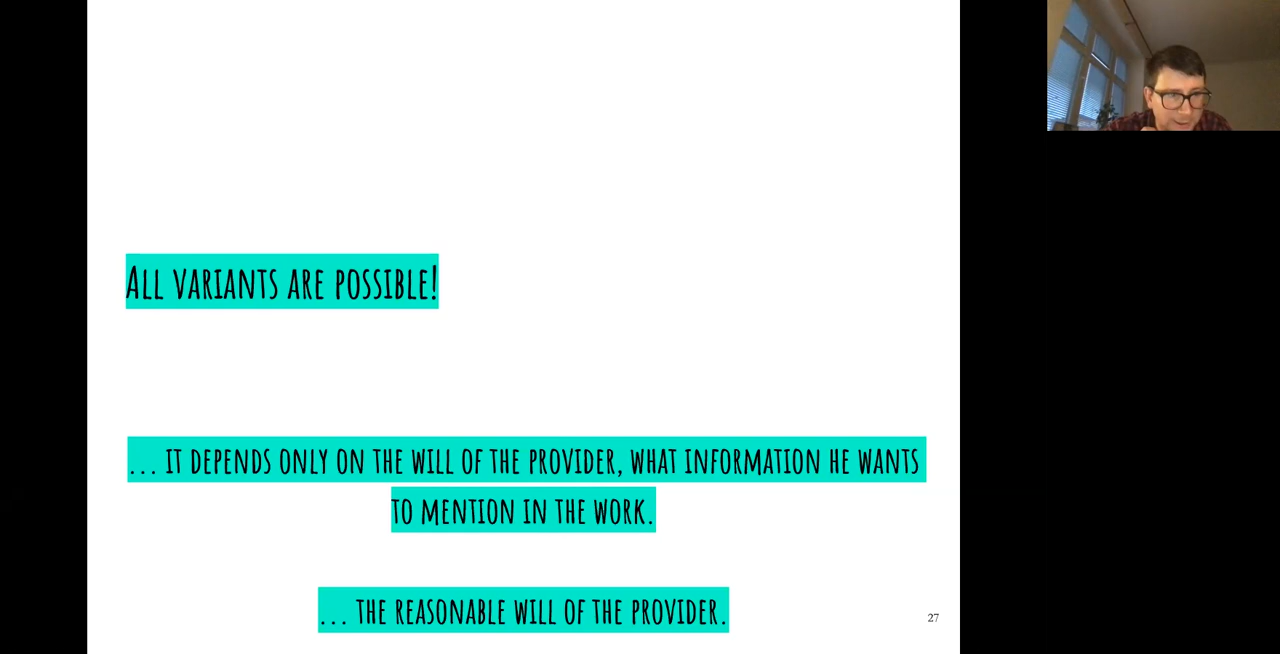 All variants are possible!
... it depends only on the will of the provider, what information he wants
to mention in the work.
... the reasonable will of the provider.
27